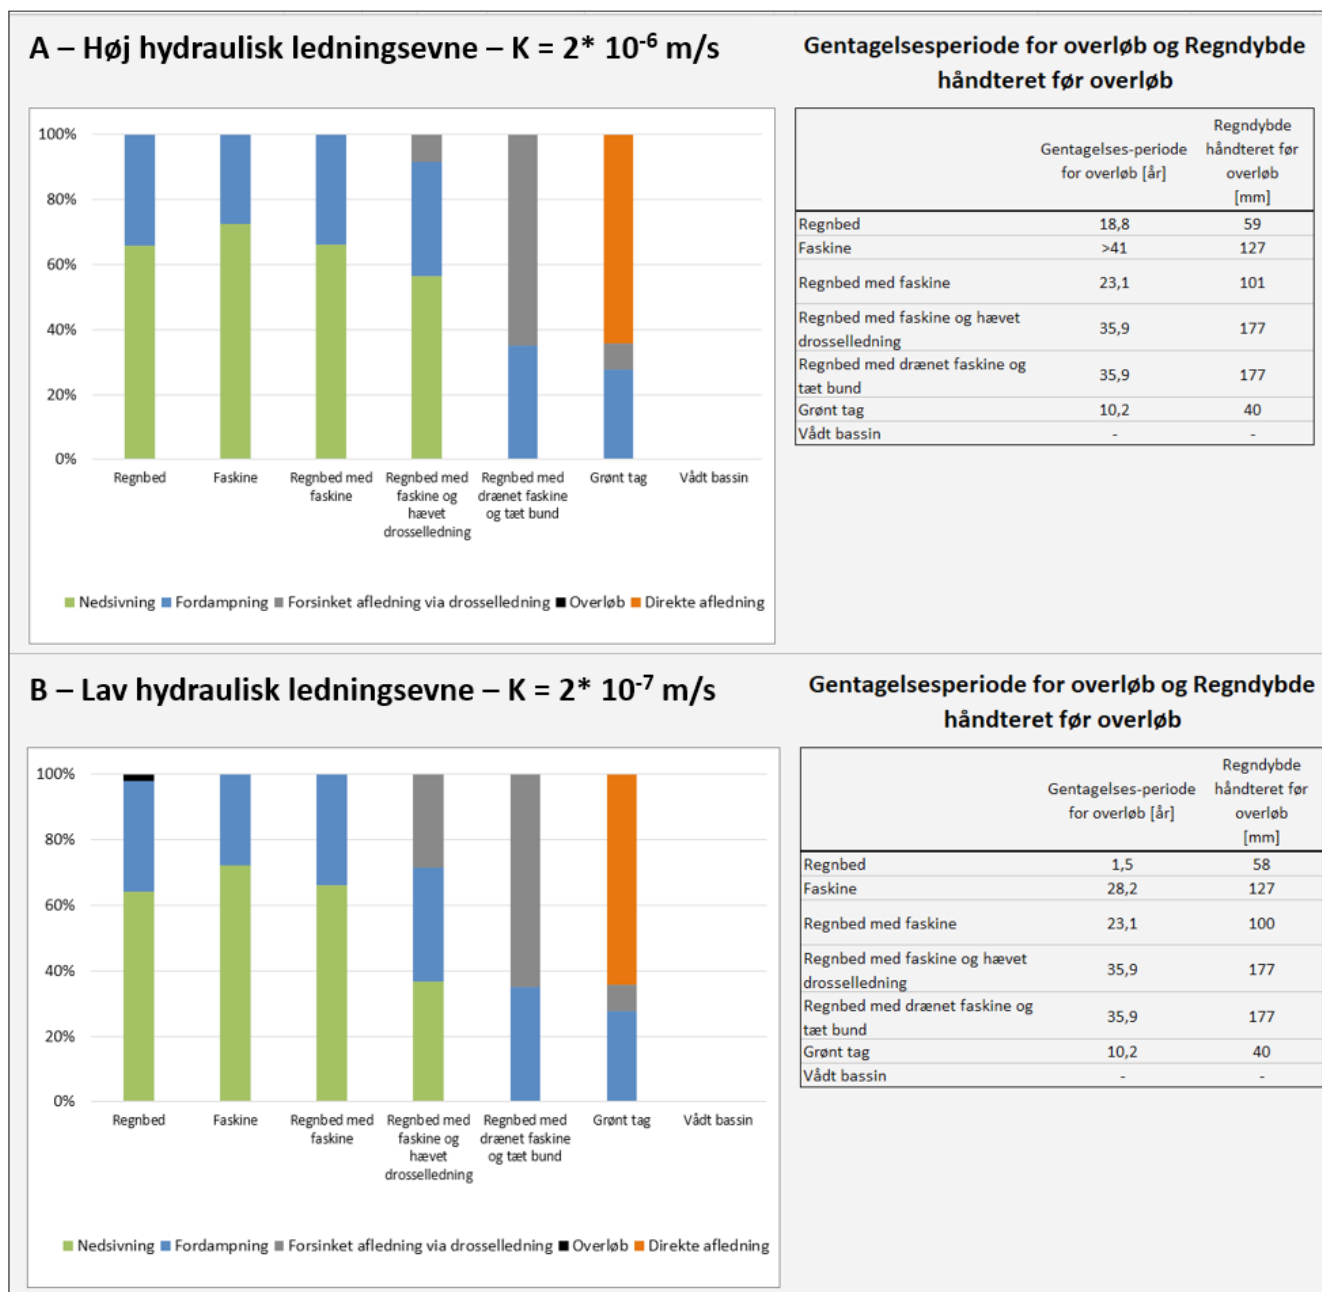 A – Høj hydraulisk ledningsevne – K = 2* 10⁻⁶ m/s
100%
80%
60%
40%
20%
0%
Regnbed
Faskine
Regnbed med
faskine
Regnbed med
faskine og
hævet
drosselledning
Regnbed med
drænet faskine
og tæt bund
Grønt tag
Vådt bassin
Nedsivning Fordampning Forsinket afledning via drosselledning Overløb Direkte afledning
Gentagelsesperiode for overløb og Regndybde
håndteret før overløb
Gentagelses-periode
for overløb [år]
Regndybde
håndteret før
overløb
[mm]
Regnbed 18,8 59
Faskine >41 127
Regnbed med faskine 23,1 101
Regnbed med faskine og hævet
drosselledning 35,9 177
Regnbed med drænet faskine og
tæt bund 35,9 177
Grønt tag 10,2 40
Vådt bassin - -
B – Lav hydraulisk ledningsevne – K = 2* 10⁻⁷ m/s
100%
80%
60%
40%
20%
0%
Regnbed
Faskine
Regnbed med
faskine
Regnbed med
faskine og
hævet
drosselledning
Regnbed med
drænet faskine
og tæt bund
Grønt tag
Vådt bassin
Nedsivning Fordampning Forsinket afledning via drosselledning Overløb Direkte afledning
Gentagelsesperiode for overløb og Regndybde
håndteret før overløb
Gentagelses-periode
for overløb [år]
Regndybde
håndteret før
overløb
[mm]
Regnbed 1,5 58
Faskine 28,2 127
Regnbed med faskine 23,1 100
Regnbed med faskine og hævet
drosselledning 35,9 177
Regnbed med drænet faskine og
tæt bund 35,9 177
Grønt tag 10,2 40
Vådt bassin - -